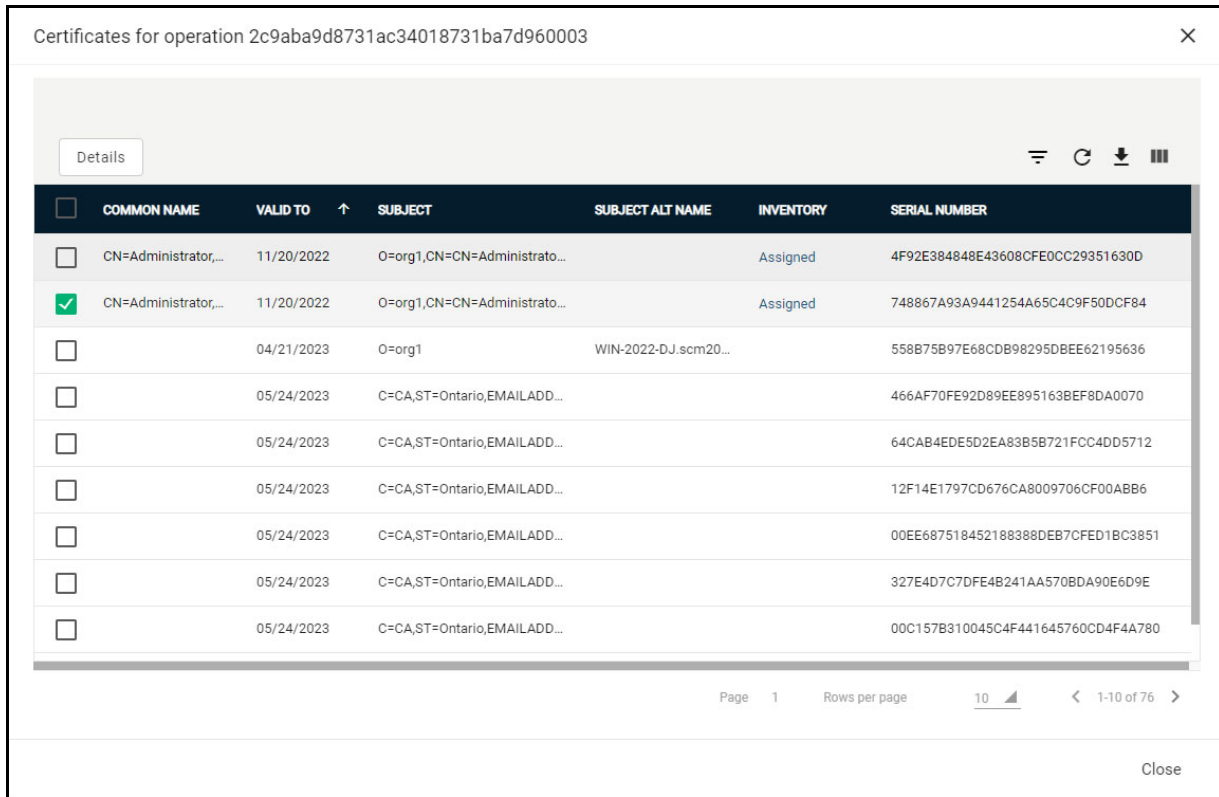 Certificates for operation 2c9aba9d8731ac34018731ba7d960003
Details
COMMON NAME VALID TO SUBJECT SUBJECT ALT NAME INVENTORY SERIAL NUMBER
CN=Administrator,... 11/20/2022 O=org1,CN=CN=Administrato... Assigned 4F92E384848E43608CFE0CC29351630D
CN=Administrator,... 11/20/2022 O=org1,CN=CN=Administrato... Assigned 748867A93A9441254A65C4C9F50DCF84
04/21/2023 O=org1 WIN-2022-DJ.scm20... 558B75B97E68CDB98295DBEE62195636
05/24/2023 C=CA,ST=Ontario,EMAILADD... 466AF70FE92D89EE895163BEF8DA0070
05/24/2023 C=CA,ST=Ontario,EMAILADD... 64CAB4EDE5D2EA83B5B721FCC4DD5712
05/24/2023 C=CA,ST=Ontario,EMAILADD... 12F14E1797CD676CA8009706CF00ABB6
05/24/2023 C=CA,ST=Ontario,EMAILADD... 00EE687518452188388DEB7CFED1BC3851
05/24/2023 C=CA,ST=Ontario,EMAILADD... 327E4D7C7DFE4B241AA570BDA90E6D9E
05/24/2023 C=CA,ST=Ontario,EMAILADD... 00C157B310045C4F441645760CD4F4A780
Page 1 Rows per page 10 1-10 of 76
Close